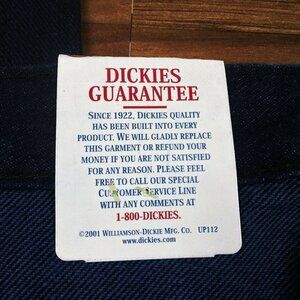 DICKIES
GUARANTEE
SINCE 1922, DICKIES QUALITY
HAS BEEN BUILT INTO EVERY
PRODUCT. WE WILL GLADLY REPLACE
THIS GARMENT OR REFUND YOUR
MONEY IF YOU ARE NOT SATISFIED
FOR ANY REASON. PLEASE FEEL
FREE TO CALL OUR SPECIAL
CUSTOMER SERVICE LINE
WITH ANY COMMENTS AT
1-800-DICKIES.
©2001 WILLIAMSON-DICKIE MFG. CO. UP112
www.dickies.com